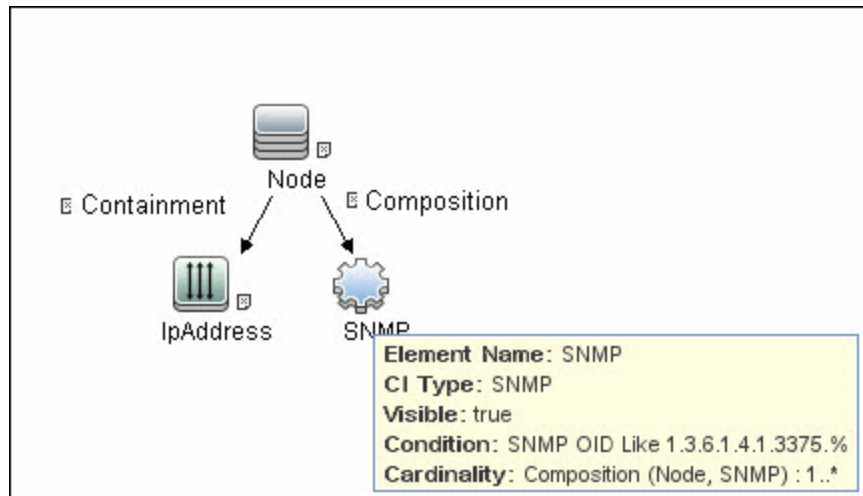 Node
Containment
Composition
IpAddress
SNMP
Element Name: SNMP
CI Type: SNMP
Visible: true
Condition: SNMP OID Like 1.3.6.1.4.1.3375.%
Cardinality: Composition (Node, SNMP) : 1..*